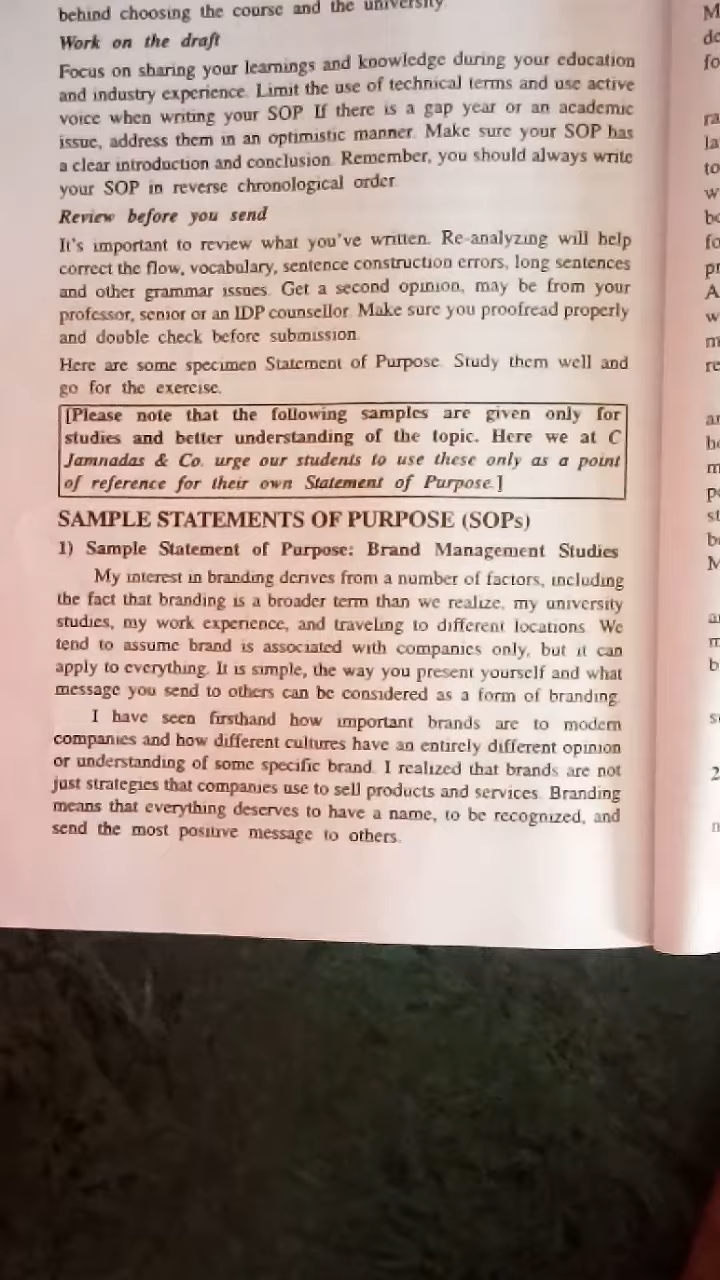 behind choosing the course and the university
Work on the draft
Focus on sharing your learnings and knowledge during your education
and industry experience. Limit the use of technical terms and use active
voice when writing your SOP. If there is a gap year or an academic
issue, address them in an optimistic manner. Make sure your SOP has
a clear introduction and conclusion. Remember, you should always write
your SOP in reverse chronological order.
Review before you send
It's important to review what you've written. Re-analyzing will help
correct the flow, vocabulary, sentence construction errors, long sentences
and other grammar issues. Get a second opinion, may be from your
professor, senior or an IDP counsellor. Make sure you proofread properly
and double check before submission.
Here are some specimen Statement of Purpose. Study them well and
go for the exercise.
[Please note that the following samples are given only for
studies and better understanding of the topic. Here we at C
Jamnadas & Co. urge our students to use these only as a point
of reference for their own Statement of Purpose.]
SAMPLE STATEMENTS OF PURPOSE (SOPs)
1) Sample Statement of Purpose: Brand Management Studies
My interest in branding derives from a number of factors, including
the fact that branding is a broader term than we realize, my university
studies, my work experience, and traveling to different locations. We
tend to assume brand is associated with companies only, but it can
apply to everything. It is simple, the way you present yourself and what
message you send to others can be considered as a form of branding.
I have seen firsthand how important brands are to modern
companies and how different cultures have an entirely different opinion
or understanding of some specific brand. I realized that brands are not
just strategies that companies use to sell products and services. Branding
means that everything deserves to have a name, to be recognized, and
send the most positive message to others.